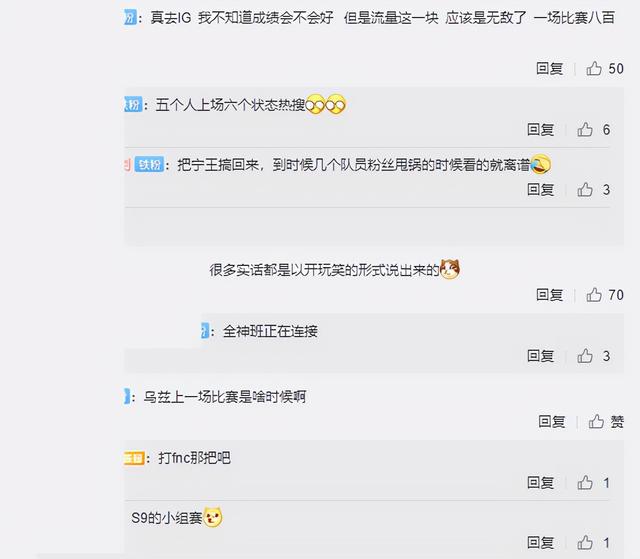 粉：真去IG 我不知道成绩会不会好 但是流量这一块 应该是无敌了 一场比赛八百
回复 50
粉：五个人上场六个状态热搜
回复 6
铁粉：把宁王搞回来，到时候几个队员粉丝甩锅的时候看的就离谱
回复 3
很多实话都是以开玩笑的形式说出来的
回复 70
：全神班正在连接
回复 3
：乌兹上一场比赛是啥时候啊
回复 赞
：打fnc那把吧
回复 1
S9的小组赛
回复 1